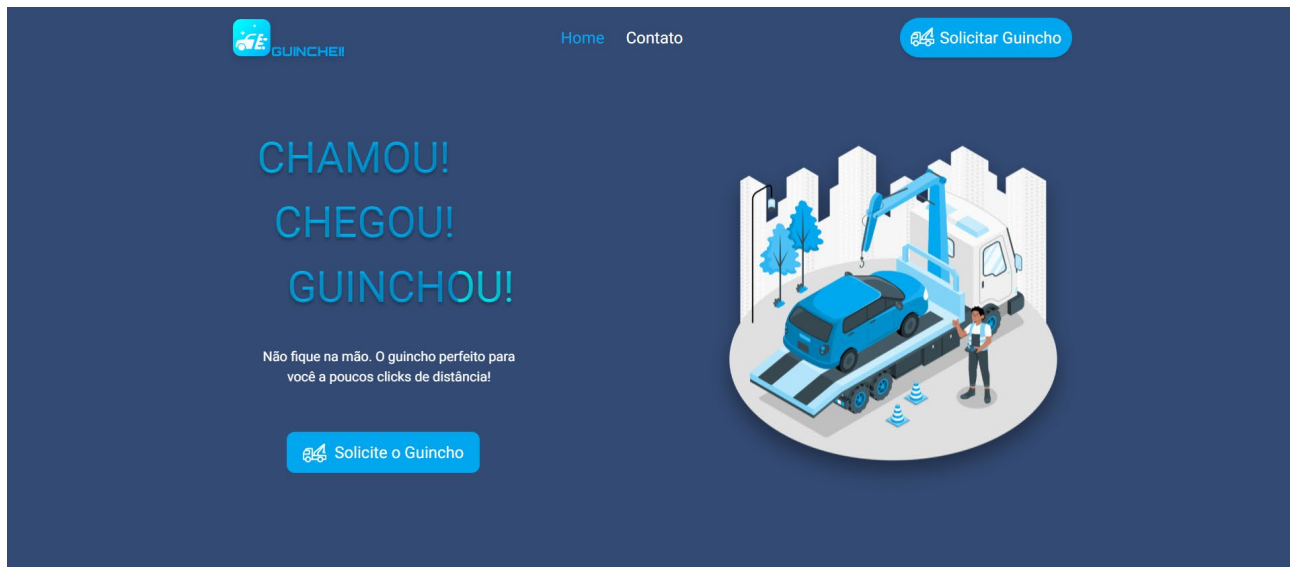 GUINCHEI!
Home
Contato
Solicitar Guincho
CHAMOU!
CHEGOU!
GUINCHOU!
Não fique na mão. O guincho perfeito para
você a poucos clicks de distância!
Solicite o Guincho